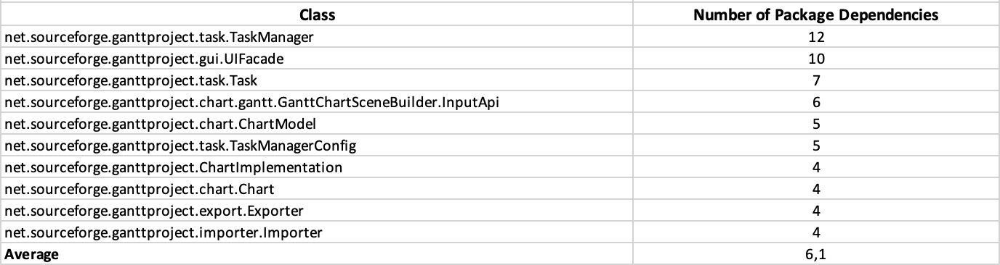 Class Number of Package Dependencies
net.sourceforge.ganttproject.task.TaskManager 12
net.sourceforge.ganttproject.gui.UIFacade 10
net.sourceforge.ganttproject.task.Task 7
net.sourceforge.ganttproject.chart.gantt.GanttChartSceneBuilder.InputApi 6
net.sourceforge.ganttproject.chart.ChartModel 5
net.sourceforge.ganttproject.task.TaskManagerConfig 5
net.sourceforge.ganttproject.ChartImplementation 4
net.sourceforge.ganttproject.chart.Chart 4
net.sourceforge.ganttproject.export.Exporter 4
net.sourceforge.ganttproject.importer.Importer 4
Average 6,1